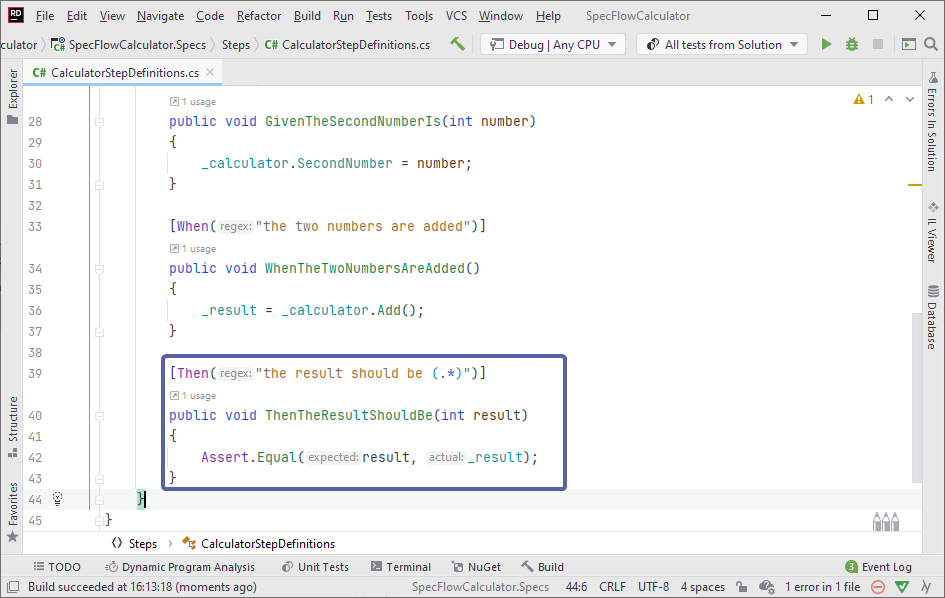 RD File Edit View Navigate Code Refactor Build Run Tests Tools VCS Window Help SpecFlowCalculator
culator SpecFlowCalculator.Specs Steps C# CalculatorStepDefinitions.cs Debug | Any CPU All tests from Solution
C# CalculatorStepDefinitions.cs
Explorer
Structure
Favorites
1 usage
28 public void GivenTheSecondNumberIs(int number)
29 {
30 _calculator.SecondNumber = number;
31 }
32
33 [When(regex:"the two numbers are added")]
1 usage
34 public void WhenTheTwoNumbersAreAdded()
35 {
36 _result = _calculator.Add();
37 }
38
39 [Then(regex:"the result should be (.*)")]
1 usage
40 public void ThenTheResultShouldBe(int result)
41 {
42 Assert.Equal(expected:result, actual:_result);
43 }
44 }
45 }
1
Errors In Solution
IL Viewer
Database
Steps CalculatorStepDefinitions
TODO Dynamic Program Analysis Unit Tests Terminal NuGet Build 3 Event Log
Build succeeded at 16:13:18 (moments ago) SpecFlowCalculator.Specs 44:6 CRLF UTF-8 4 spaces 1 error in 1 file